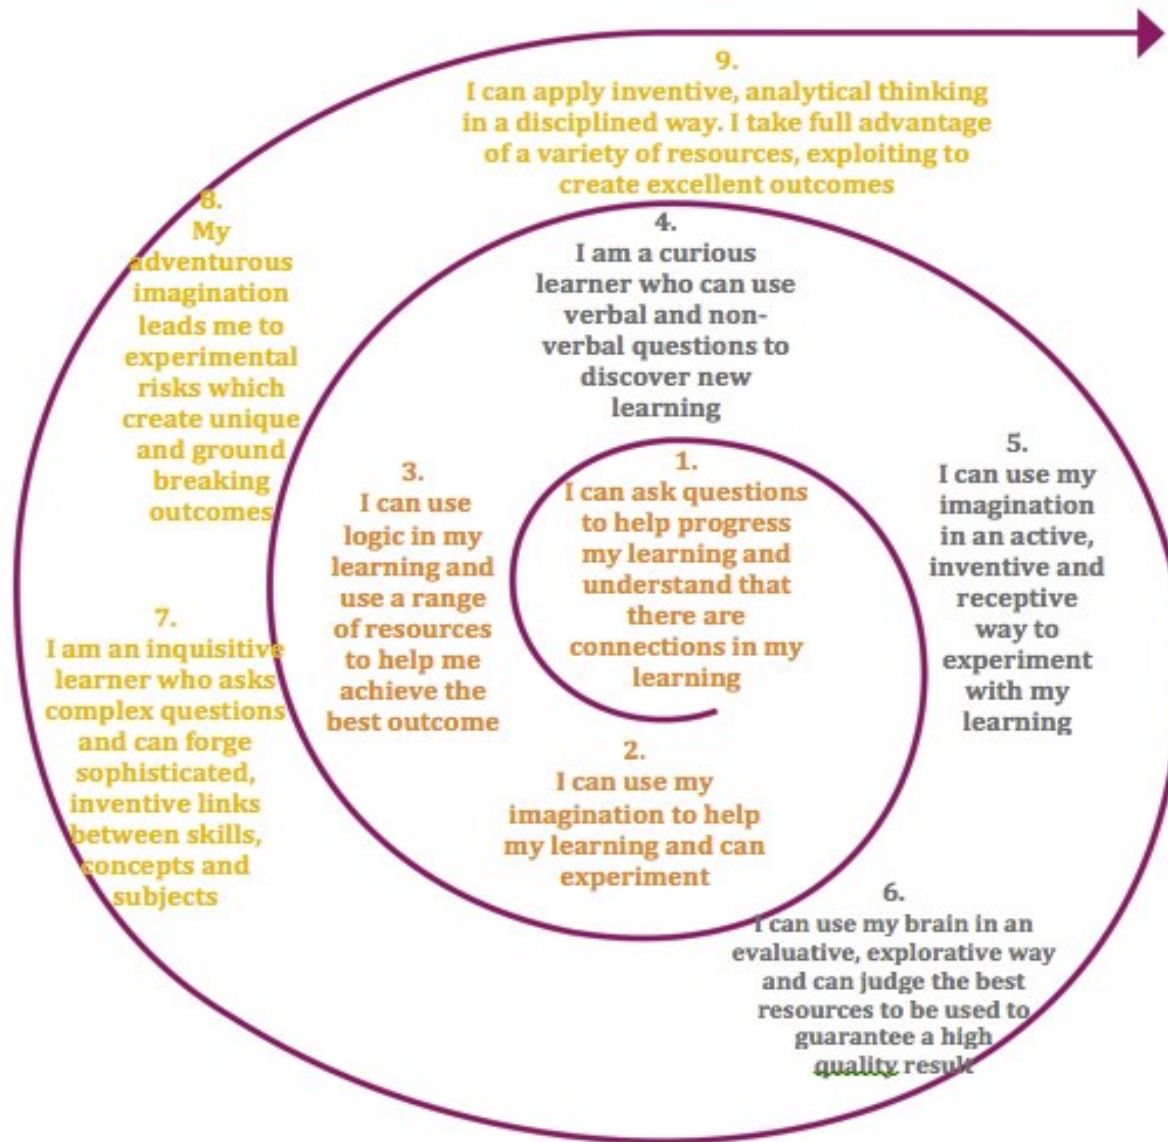 9.
I can apply inventive, analytical thinking
in a disciplined way. I take full advantage
of a variety of resources, exploiting to
create excellent outcomes
8.
My
adventurous
imagination
leads me to
experimental
risks which
create unique
and ground
breaking
outcomes
4.
I am a curious
learner who can use
verbal and non-
verbal questions to
discover new
learning
5.
I can use my
imagination
in an active,
inventive and
receptive
way to
experiment
with my
learning
3.
I can use
logic in my
learning and
use a range
of resources
to help me
achieve the
best outcome
1.
I can ask questions
to help progress
my learning and
understand that
there are
connections in my
learning
7.
I am an inquisitive
learner who asks
complex questions
and can forge
sophisticated,
inventive links
between skills,
concepts and
subjects
2.
I can use my
imagination to help
my learning and can
experiment
6.
I can use my brain in an
evaluative, explorative way
and can judge the best
resources to be used to
guarantee a high
quality result